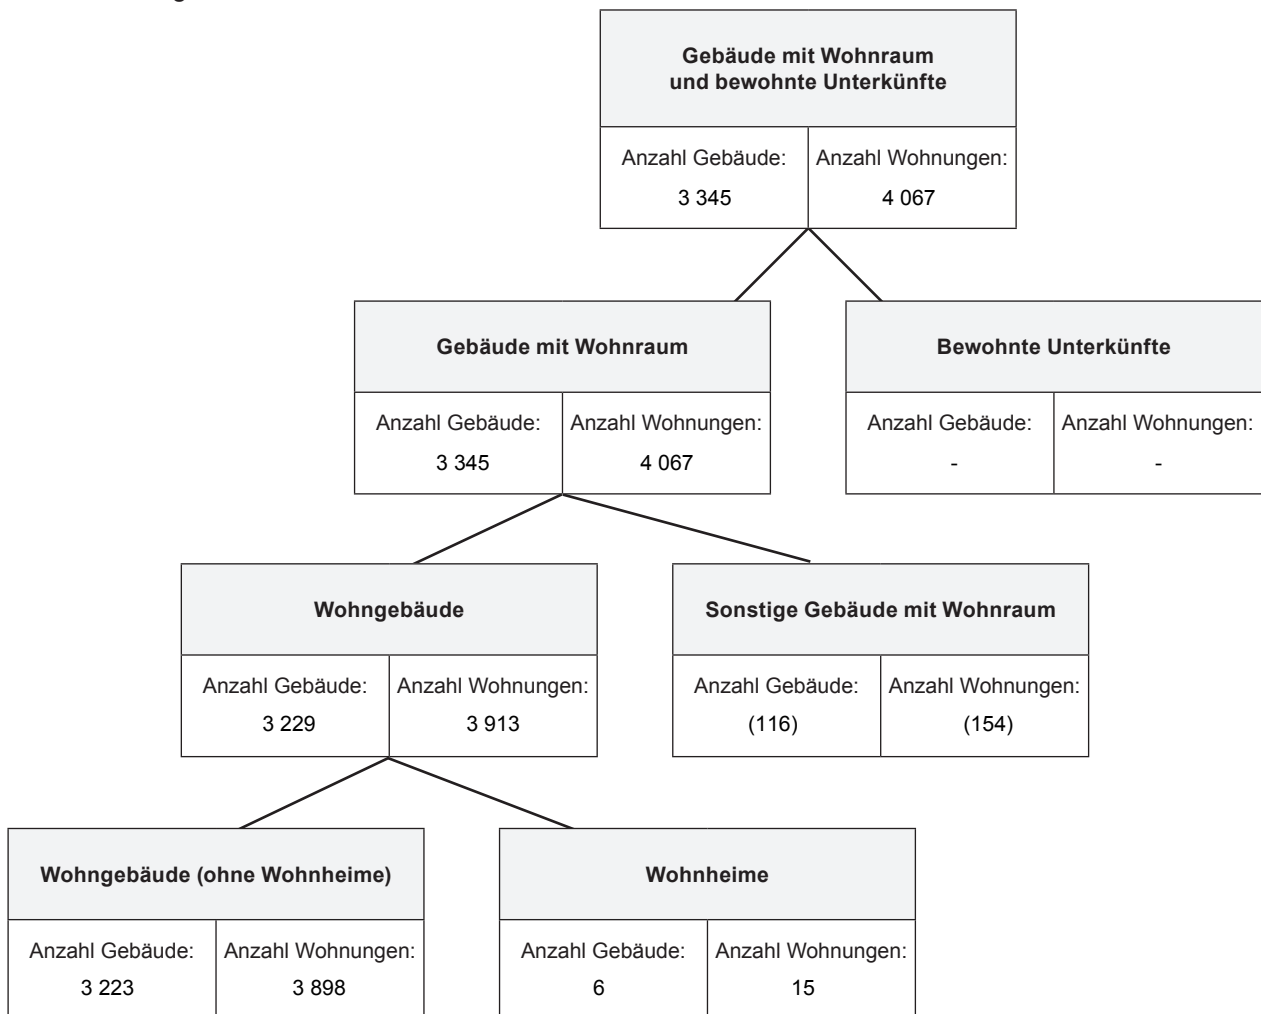 Gebäude mit Wohnraum
und bewohnte Unterkünfte
Anzahl Gebäude: Anzahl Wohnungen:
3 345 4 067
Gebäude mit Wohnraum Bewohnte Unterkünfte
Anzahl Gebäude: Anzahl Wohnungen: Anzahl Gebäude: Anzahl Wohnungen:
3 345 4 067 - -
Wohngebäude Sonstige Gebäude mit Wohnraum
Anzahl Gebäude: Anzahl Wohnungen: Anzahl Gebäude: Anzahl Wohnungen:
3 229 3 913 (116) (154)
Wohngebäude (ohne Wohnheime) Wohnheime
Anzahl Gebäude: Anzahl Wohnungen: Anzahl Gebäude: Anzahl Wohnungen:
3 223 3 898 6 15